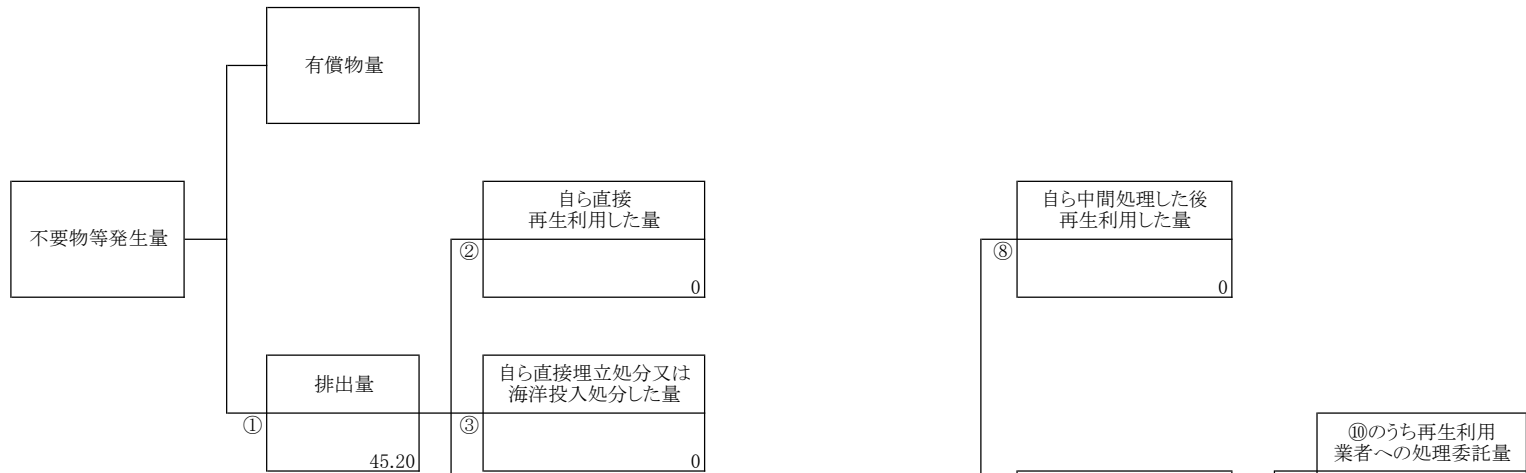 有償物量
不要物等発生量
自ら直接
再生利用した量
②
0
自ら中間処理した後
再生利用した量
⑧
0
排出量
①
45.20
自ら直接埋立処分又は
海洋投入処分した量
③
0
⑩のうち再生利用
業者への処理委託量